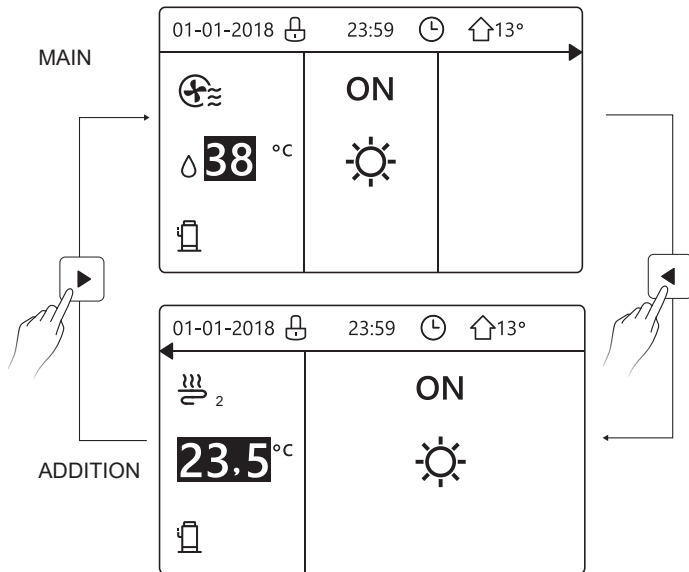 MAIN
01-01-2018 23:59 13°
ON
38 °C
ADDITION
01-01-2018 23:59 13°
2 ON
23,5 °C